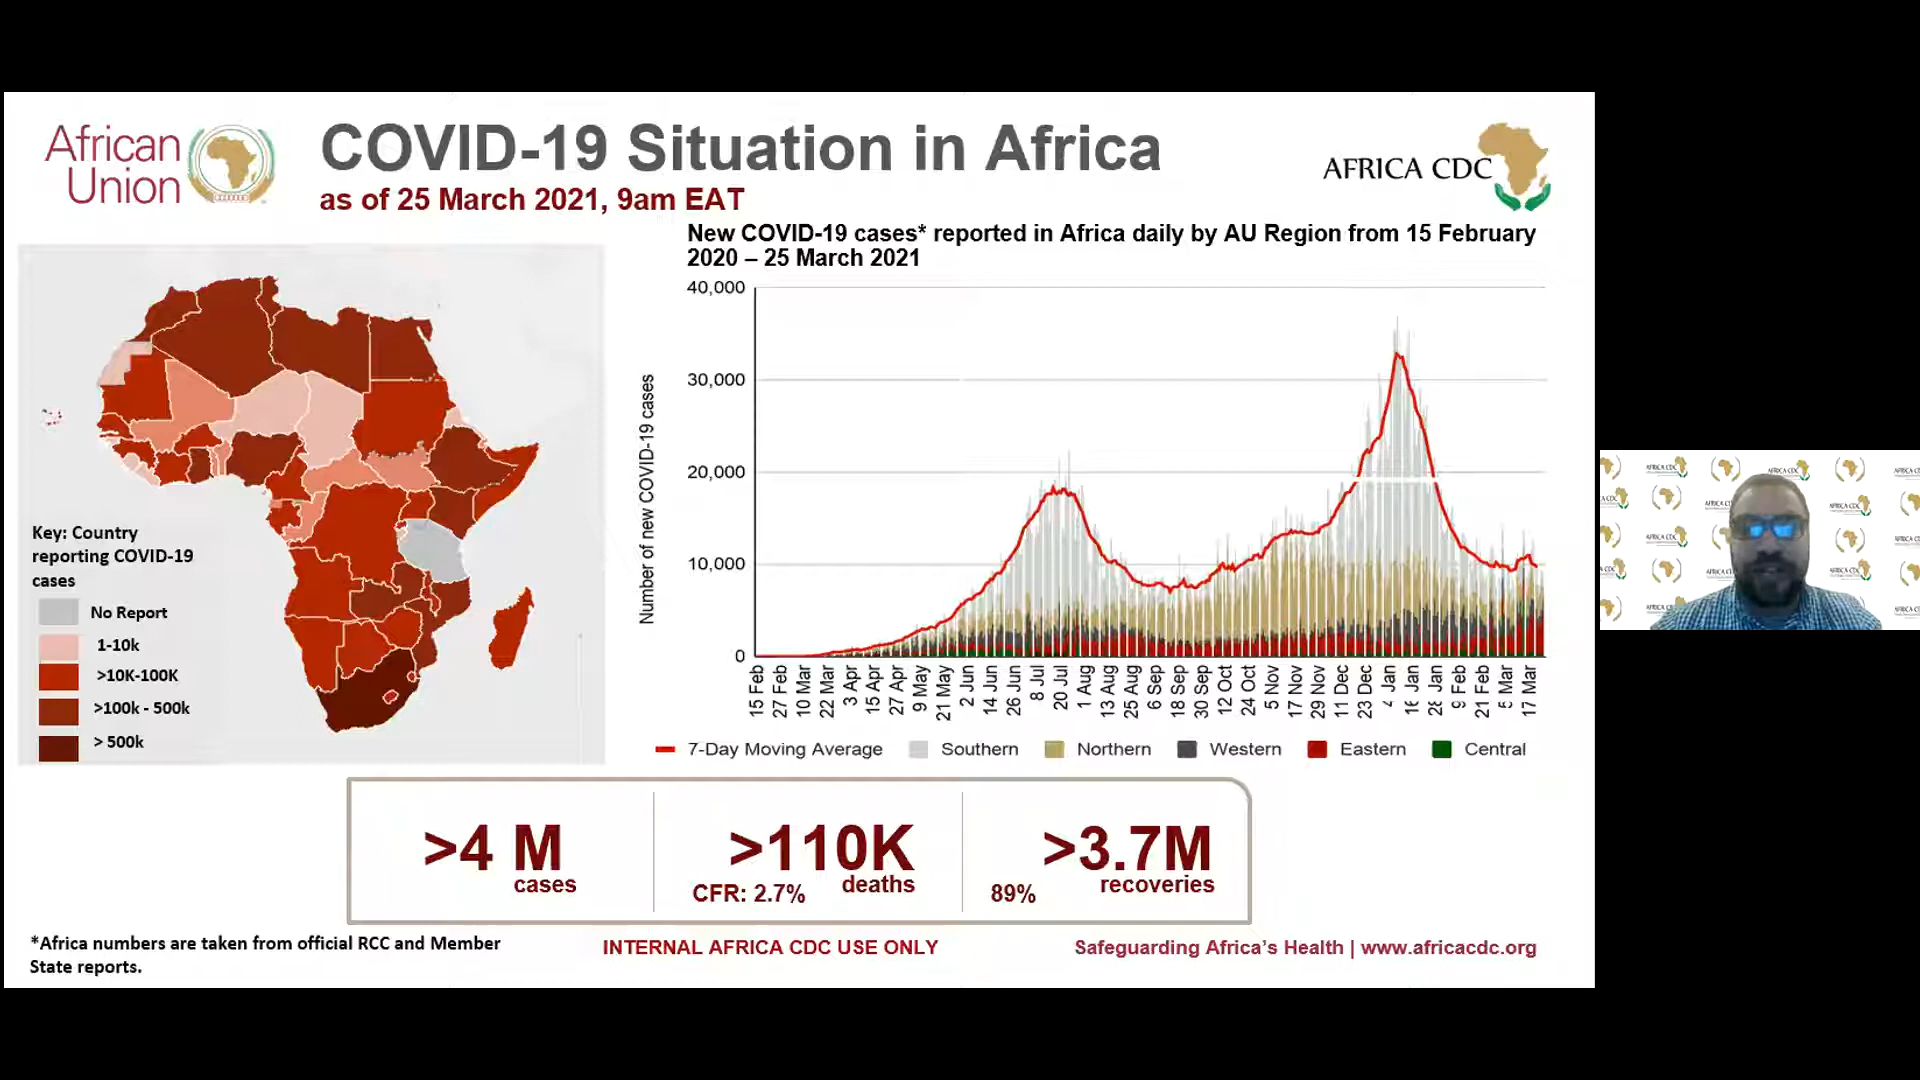 African
Union
COVID-19 Situation in Africa
as of 25 March 2021, 9am EAT
AFRICA CDC
New COVID-19 cases* reported in Africa daily by AU Region from 15 February
2020 – 25 March 2021
Key: Country
reporting COVID-19
cases
No Report
1-10k
>10K-100K
>100k - 500k
> 500k
Number of new COVID-19 cases
40,000
30,000
20,000
10,000
0
15 Feb
27 Feb
10 Mar
22 Mar
3 Apr
15 Apr
27 Apr
9 May
21 May
2 Jun
14 Jun
26 Jun
8 Jul
20 Jul
1 Aug
13 Aug
25 Aug
6 Sep
18 Sep
30 Sep
12 Oct
24 Oct
5 Nov
17 Nov
29 Nov
11 Dec
23 Dec
4 Jan
16 Jan
28 Jan
9 Feb
21 Feb
5 Mar
17 Mar
7-Day Moving Average
Southern
Northern
Western
Eastern
Central
>4 M
cases
>110K
deaths
CFR: 2.7%
>3.7M
recoveries
89%
*Africa numbers are taken from official RCC and Member
State reports.
INTERNAL AFRICA CDC USE ONLY
Safeguarding Africa's Health | www.africacdc.org
AFRICA CDC
AFRICA CDC
AFRICA CDC
AFRICA CDC